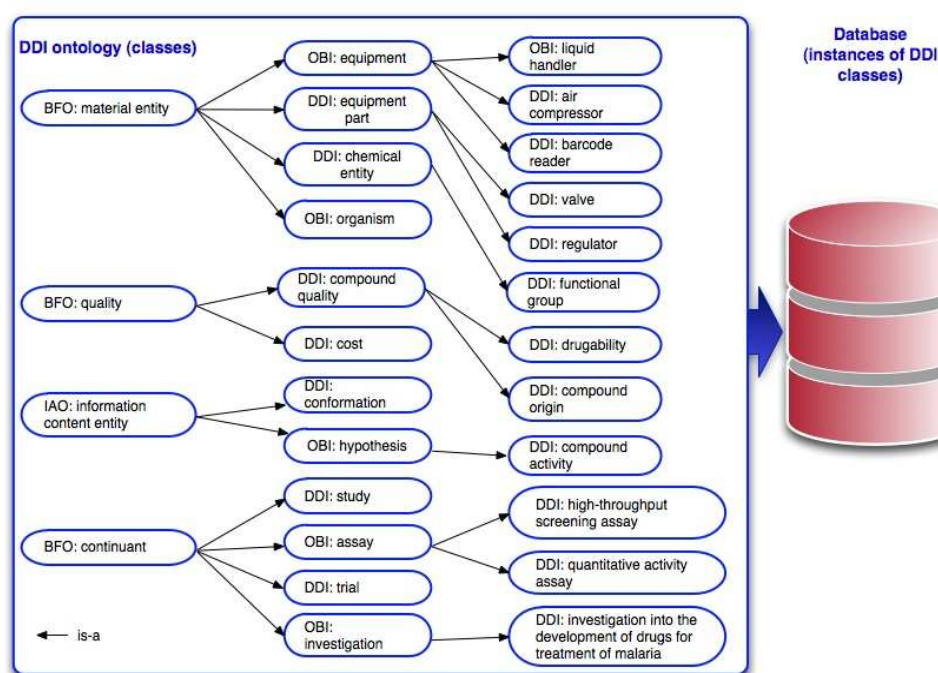 DDI ontology (classes)
BFO: material entity
OBI: equipment
DDI: equipment
part
DDI: chemical
entity
OBI: organism
OBI: liquid
handler
DDI: air
compressor
DDI: barcode
reader
DDI: valve
DDI: regulator
DDI: functional
group
BFO: quality
DDI: compound
quality
DDI: cost
DDI: drugability
DDI: compound
origin
IAO: information
content entity
DDI:
conformation
OBI: hypothesis
DDI: compound
activity
BFO: continuant
DDI: study
OBI: assay
DDI: trial
OBI:
investigation
DDI: high-throughput
screening assay
DDI: quantitative activity
assay
DDI: investigation into the
development of drugs for
treatment of malaria
is-a
Database
(instances of DDI
classes)